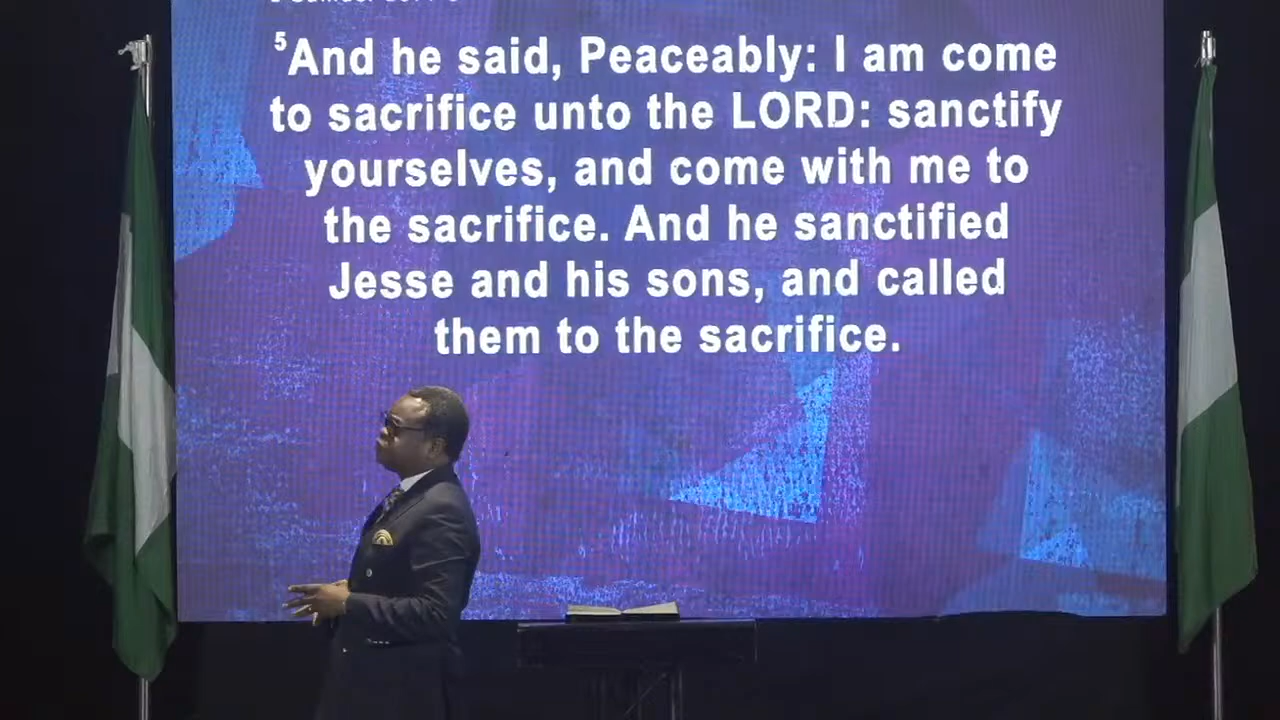 ⁵And he said, Peaceably: I am come
to sacrifice unto the LORD: sanctify
yourselves, and come with me to
the sacrifice. And he sanctified
Jesse and his sons, and called
them to the sacrifice.